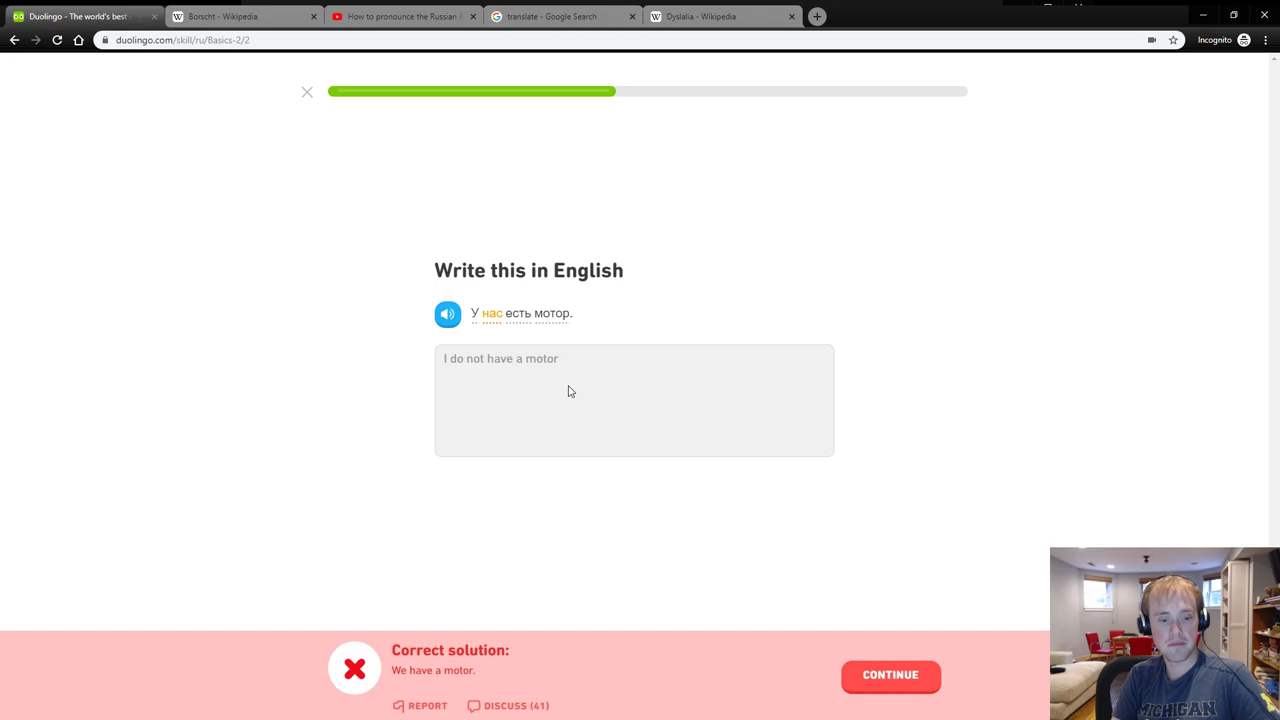 Duolingo - The world's best
Borscht - Wikipedia
How to pronounce the Russian
translate - Google Search
Dyslalia - Wikipedia
duolingo.com/skill/ru/Basics-2/2
Incognito
Write this in English
У нас есть мотор.
I do not have a motor
Correct solution:
We have a motor.
CONTINUE
REPORT
DISCUSS (41)
MICHIGAN